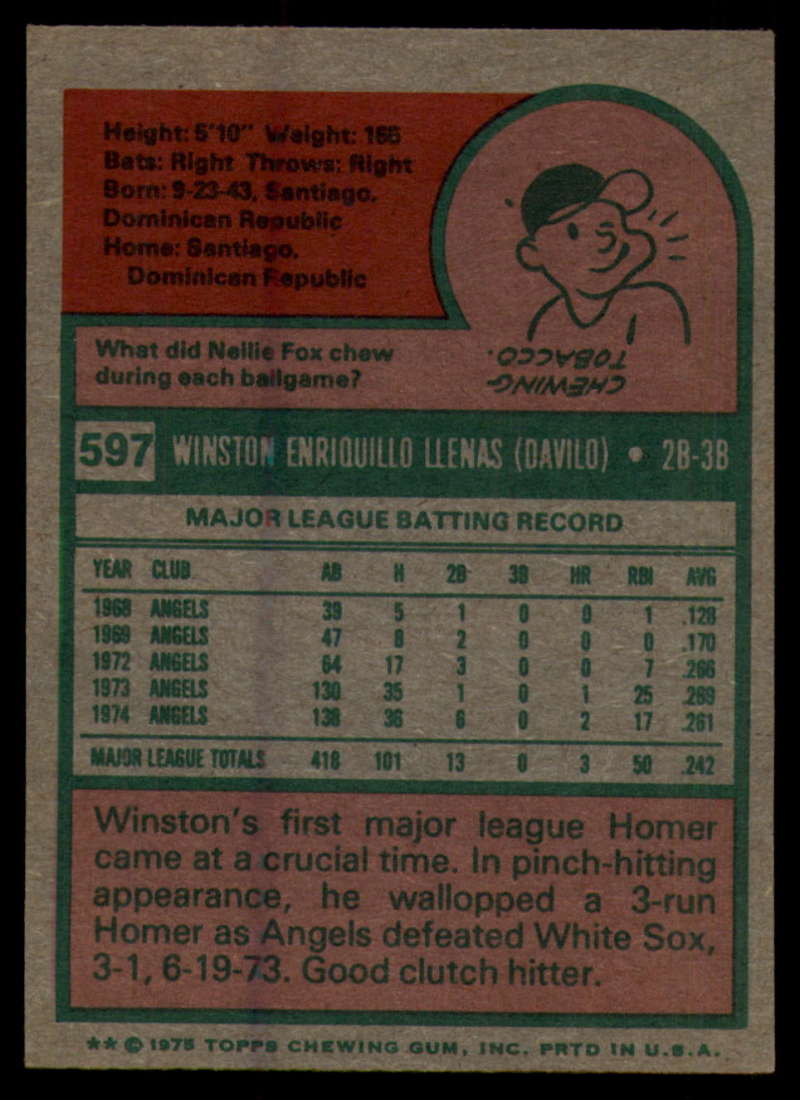 Height: 5'10" Weight: 165
Bats: Right Throws: Right
Born: 9-23-43, Santiago,
Dominican Republic
Home: Santiago,
Dominican Republic
What did Nellie Fox chew
during each ballgame?
CHEWING
TOBACCO.
597 WINSTON ENRIQUILLO LLENAS (DAVILO) • 2B-3B
MAJOR LEAGUE BATTING RECORD
YEAR CLUB AB H 2B 3B HR RBI AVG
1968 ANGELS 39 5 1 0 0 1 .128
1969 ANGELS 47 8 2 0 0 0 .170
1972 ANGELS 64 17 3 0 0 7 .266
1973 ANGELS 130 35 1 0 1 25 .269
1974 ANGELS 138 36 6 0 2 17 .261
MAJOR LEAGUE TOTALS 418 101 13 0 3 50 .242
Winston's first major league Homer
came at a crucial time. In pinch-hitting
appearance, he wallopped a 3-run
Homer as Angels defeated White Sox,
3-1, 6-19-73. Good clutch hitter.
** © 1975 TOPPS CHEWING GUM, INC. PRTD IN U.S.A.